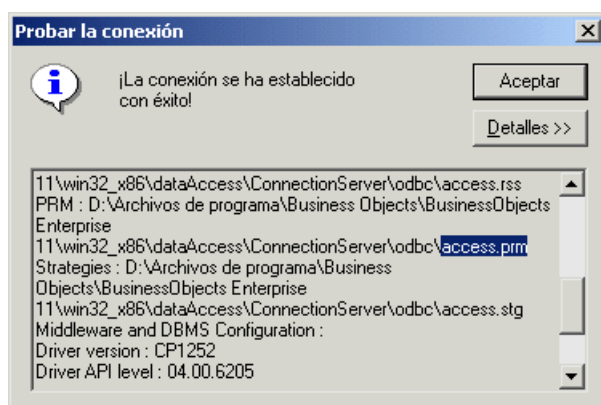 Probar la conexión
¡La conexión se ha establecido
con éxito!
Aceptar
Detalles >>
11\win32_x86\dataAccess\ConnectionServer\odbc\access.rss
PRM : D:\Archivos de programa\Business Objects\BusinessObjects
Enterprise
11\win32_x86\dataAccess\ConnectionServer\odbc\access.prm
Strategies : D:\Archivos de programa\Business
Objects\BusinessObjects Enterprise
11\win32_x86\dataAccess\ConnectionServer\odbc\access.stg
Middleware and DBMS Configuration :
Driver version : CP1252
Driver API level : 04.00.6205